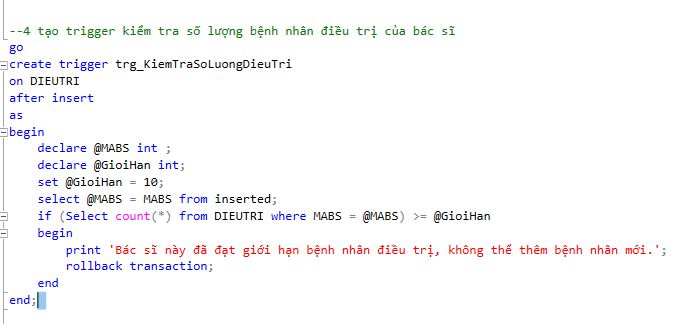 --4 tạo trigger kiểm tra số lượng bệnh nhân điều trị của bác sĩ
go
create trigger trg_KiemTraSoLuongDieuTri
on DIEUTRI
after insert
as
begin
declare @MABS int ;
declare @GioiHan int;
set @GioiHan = 10;
select @MABS = MABS from inserted;
if (Select count(*) from DIEUTRI where MABS = @MABS) >= @GioiHan
begin
print 'Bác sĩ này đã đạt giới hạn bệnh nhân điều trị, không thể thêm bệnh nhân mới.';
rollback transaction;
end
end;